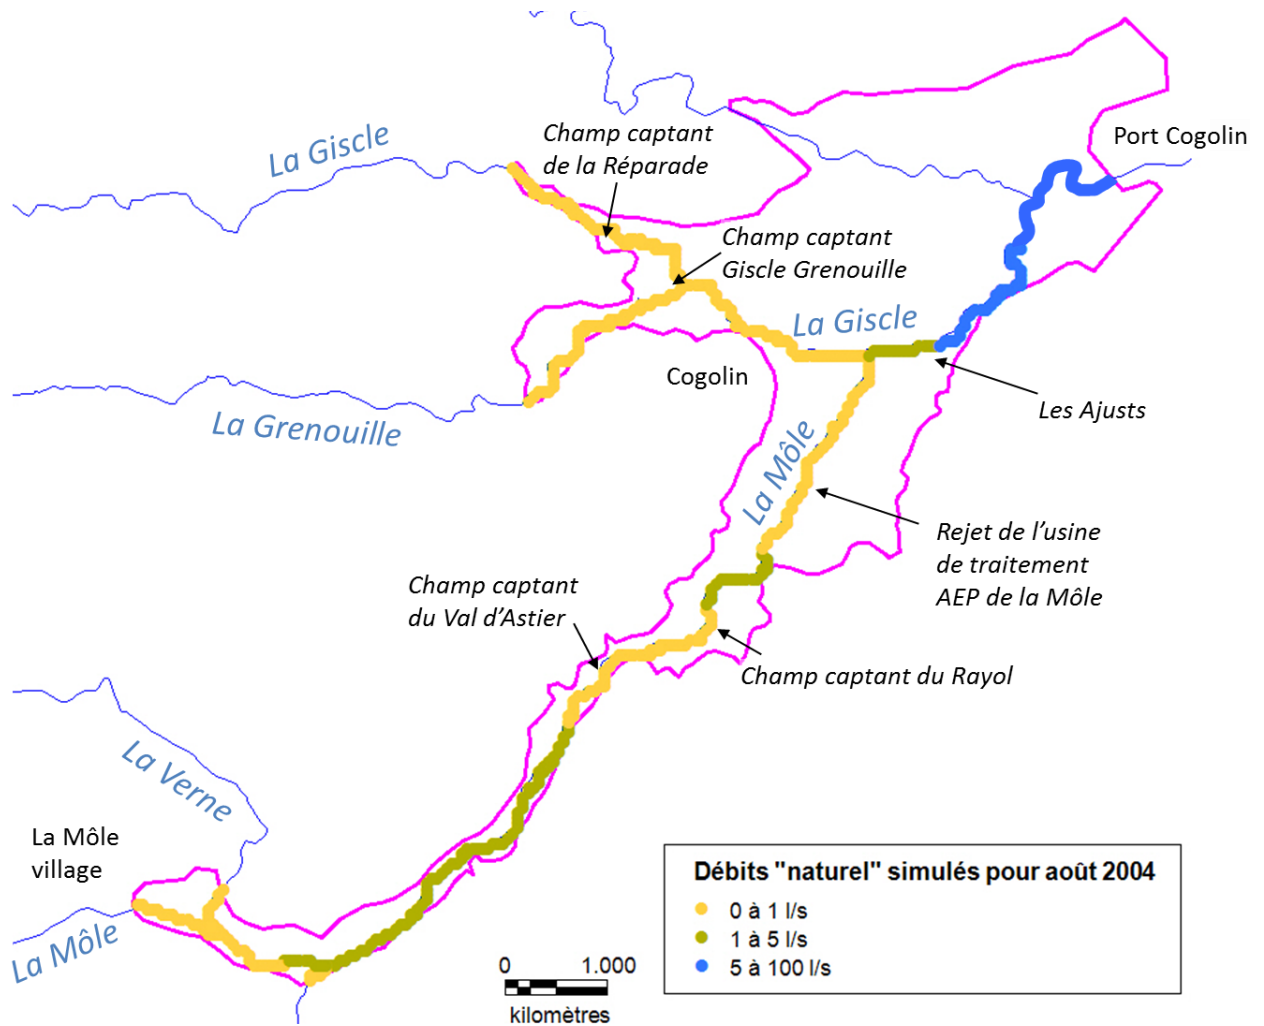 La Giscle
Champ captant
de la Réparade
Port Cogolin
Champ captant
Giscle Grenouille
La Giscle
Cogolin
Les Ajusts
La Grenouille
La Môle
Rejet de l'usine
de traitement
AEP de la Môle
Champ captant
du Val d'Astier
Champ captant du Rayol
La Verne
La Môle
village
La Môle
Débits "naturel" simulés pour août 2004
0 à 1 l/s
1 à 5 l/s
5 à 100 l/s
0 1.000
kilomètres